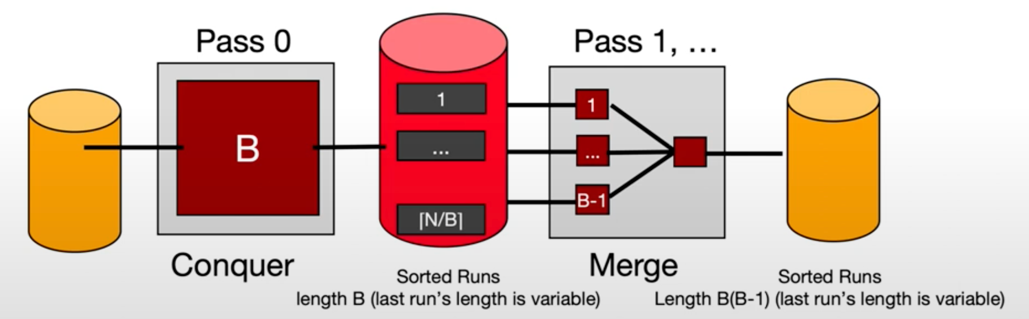 Pass 0
Pass 1, …
B
1
...
⌈N/B⌉
1
...
B-1
Conquer
Merge
Sorted Runs
length B (last run's length is variable)
Sorted Runs
Length B(B-1) (last run's length is variable)